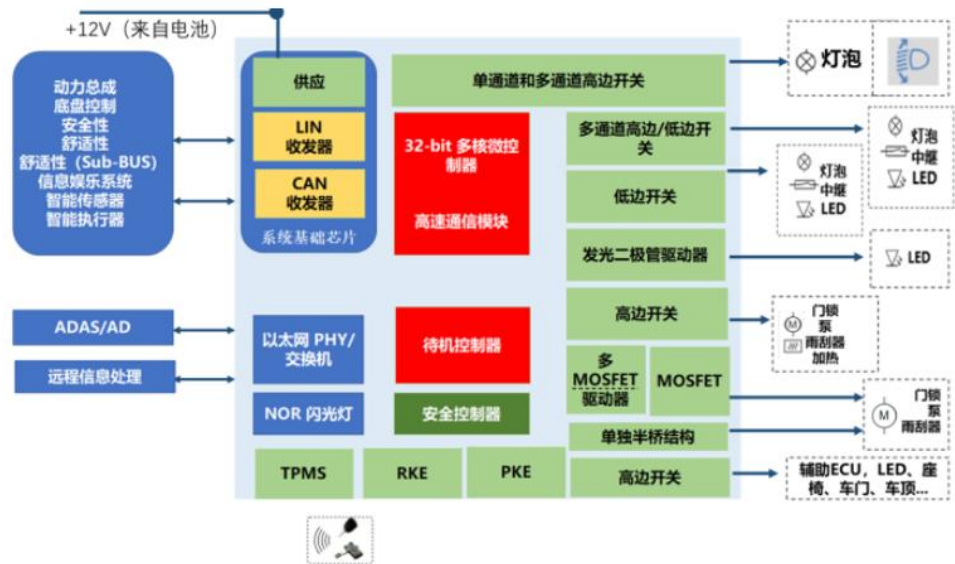 +12V（来自电池）
动力总成
底盘控制
安全性
舒适性
舒适性（Sub-BUS）
信息娱乐系统
智能传感器
智能执行器
ADAS/AD
远程信息处理
供应
LIN
收发器
CAN
收发器
系统基础芯片
以太网 PHY/
交换机
NOR 闪光灯
单通道和多通道高边开关
32-bit 多核微控
制器
高速通信模块
待机控制器
安全控制器
多通道高边/低边开
关
低边开关
发光二极管驱动器
高边开关
多
MOSFET
驱动器
MOSFET
单独半桥结构
高边开关
TPMS
RKE
PKE
灯泡
灯泡
中继
LED
灯泡
中继
LED
LED
M
门锁
泵
雨刮器
加热
M
门锁
泵
雨刮器
辅助ECU，LED、座
椅、车门、车顶...